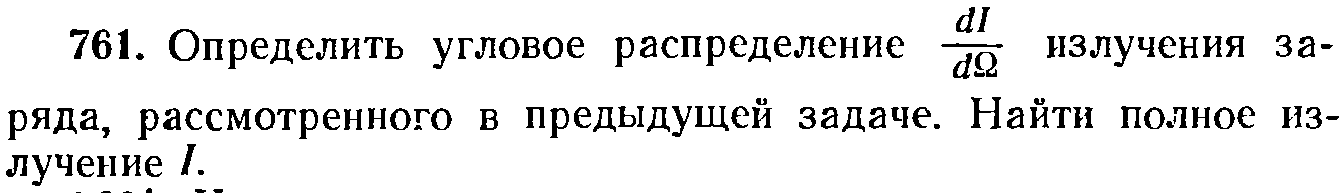 761. Определить угловое распределение dI/dΩ излучения за-
ряда, рассмотренного в предыдущей задаче. Найти полное из-
лучение I.